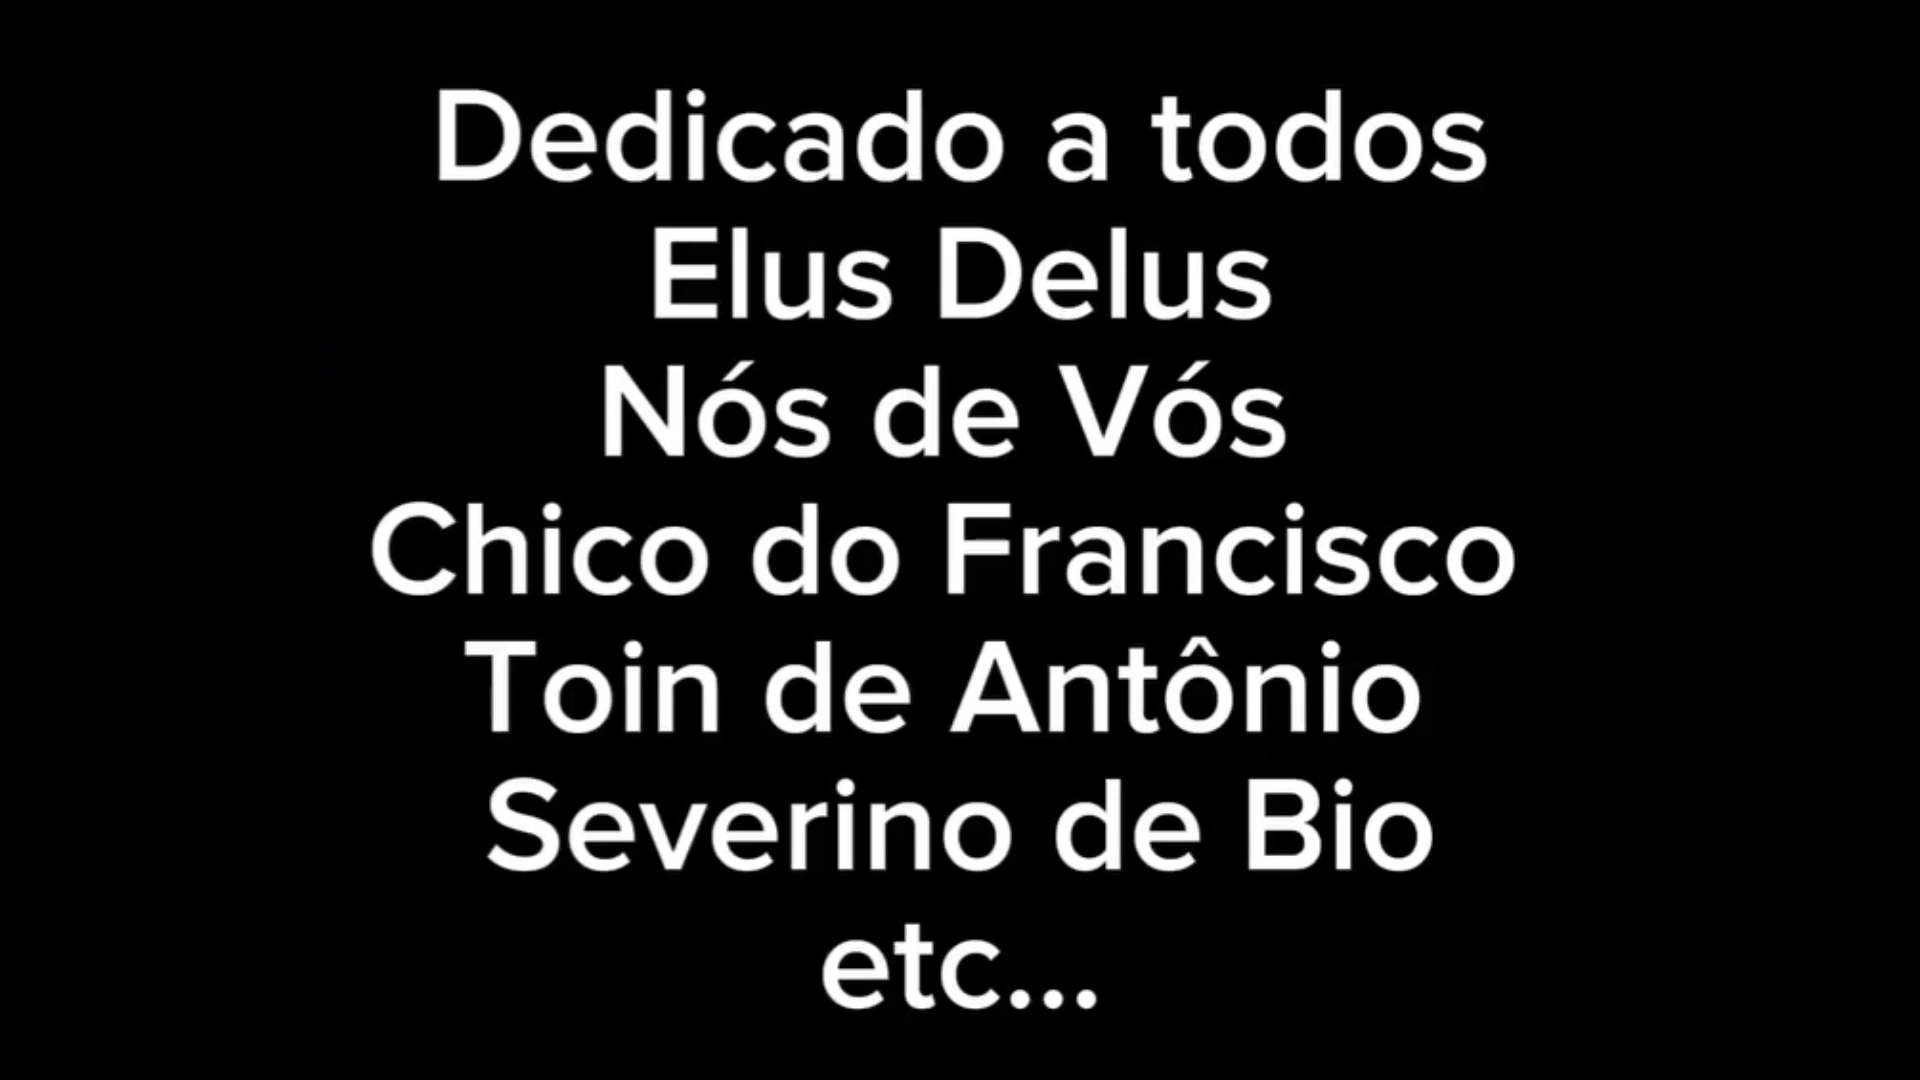 Dedicado a todos
Elus Delus
Nós de Vós
Chico do Francisco
Toin de Antônio
Severino de Bio
etc...